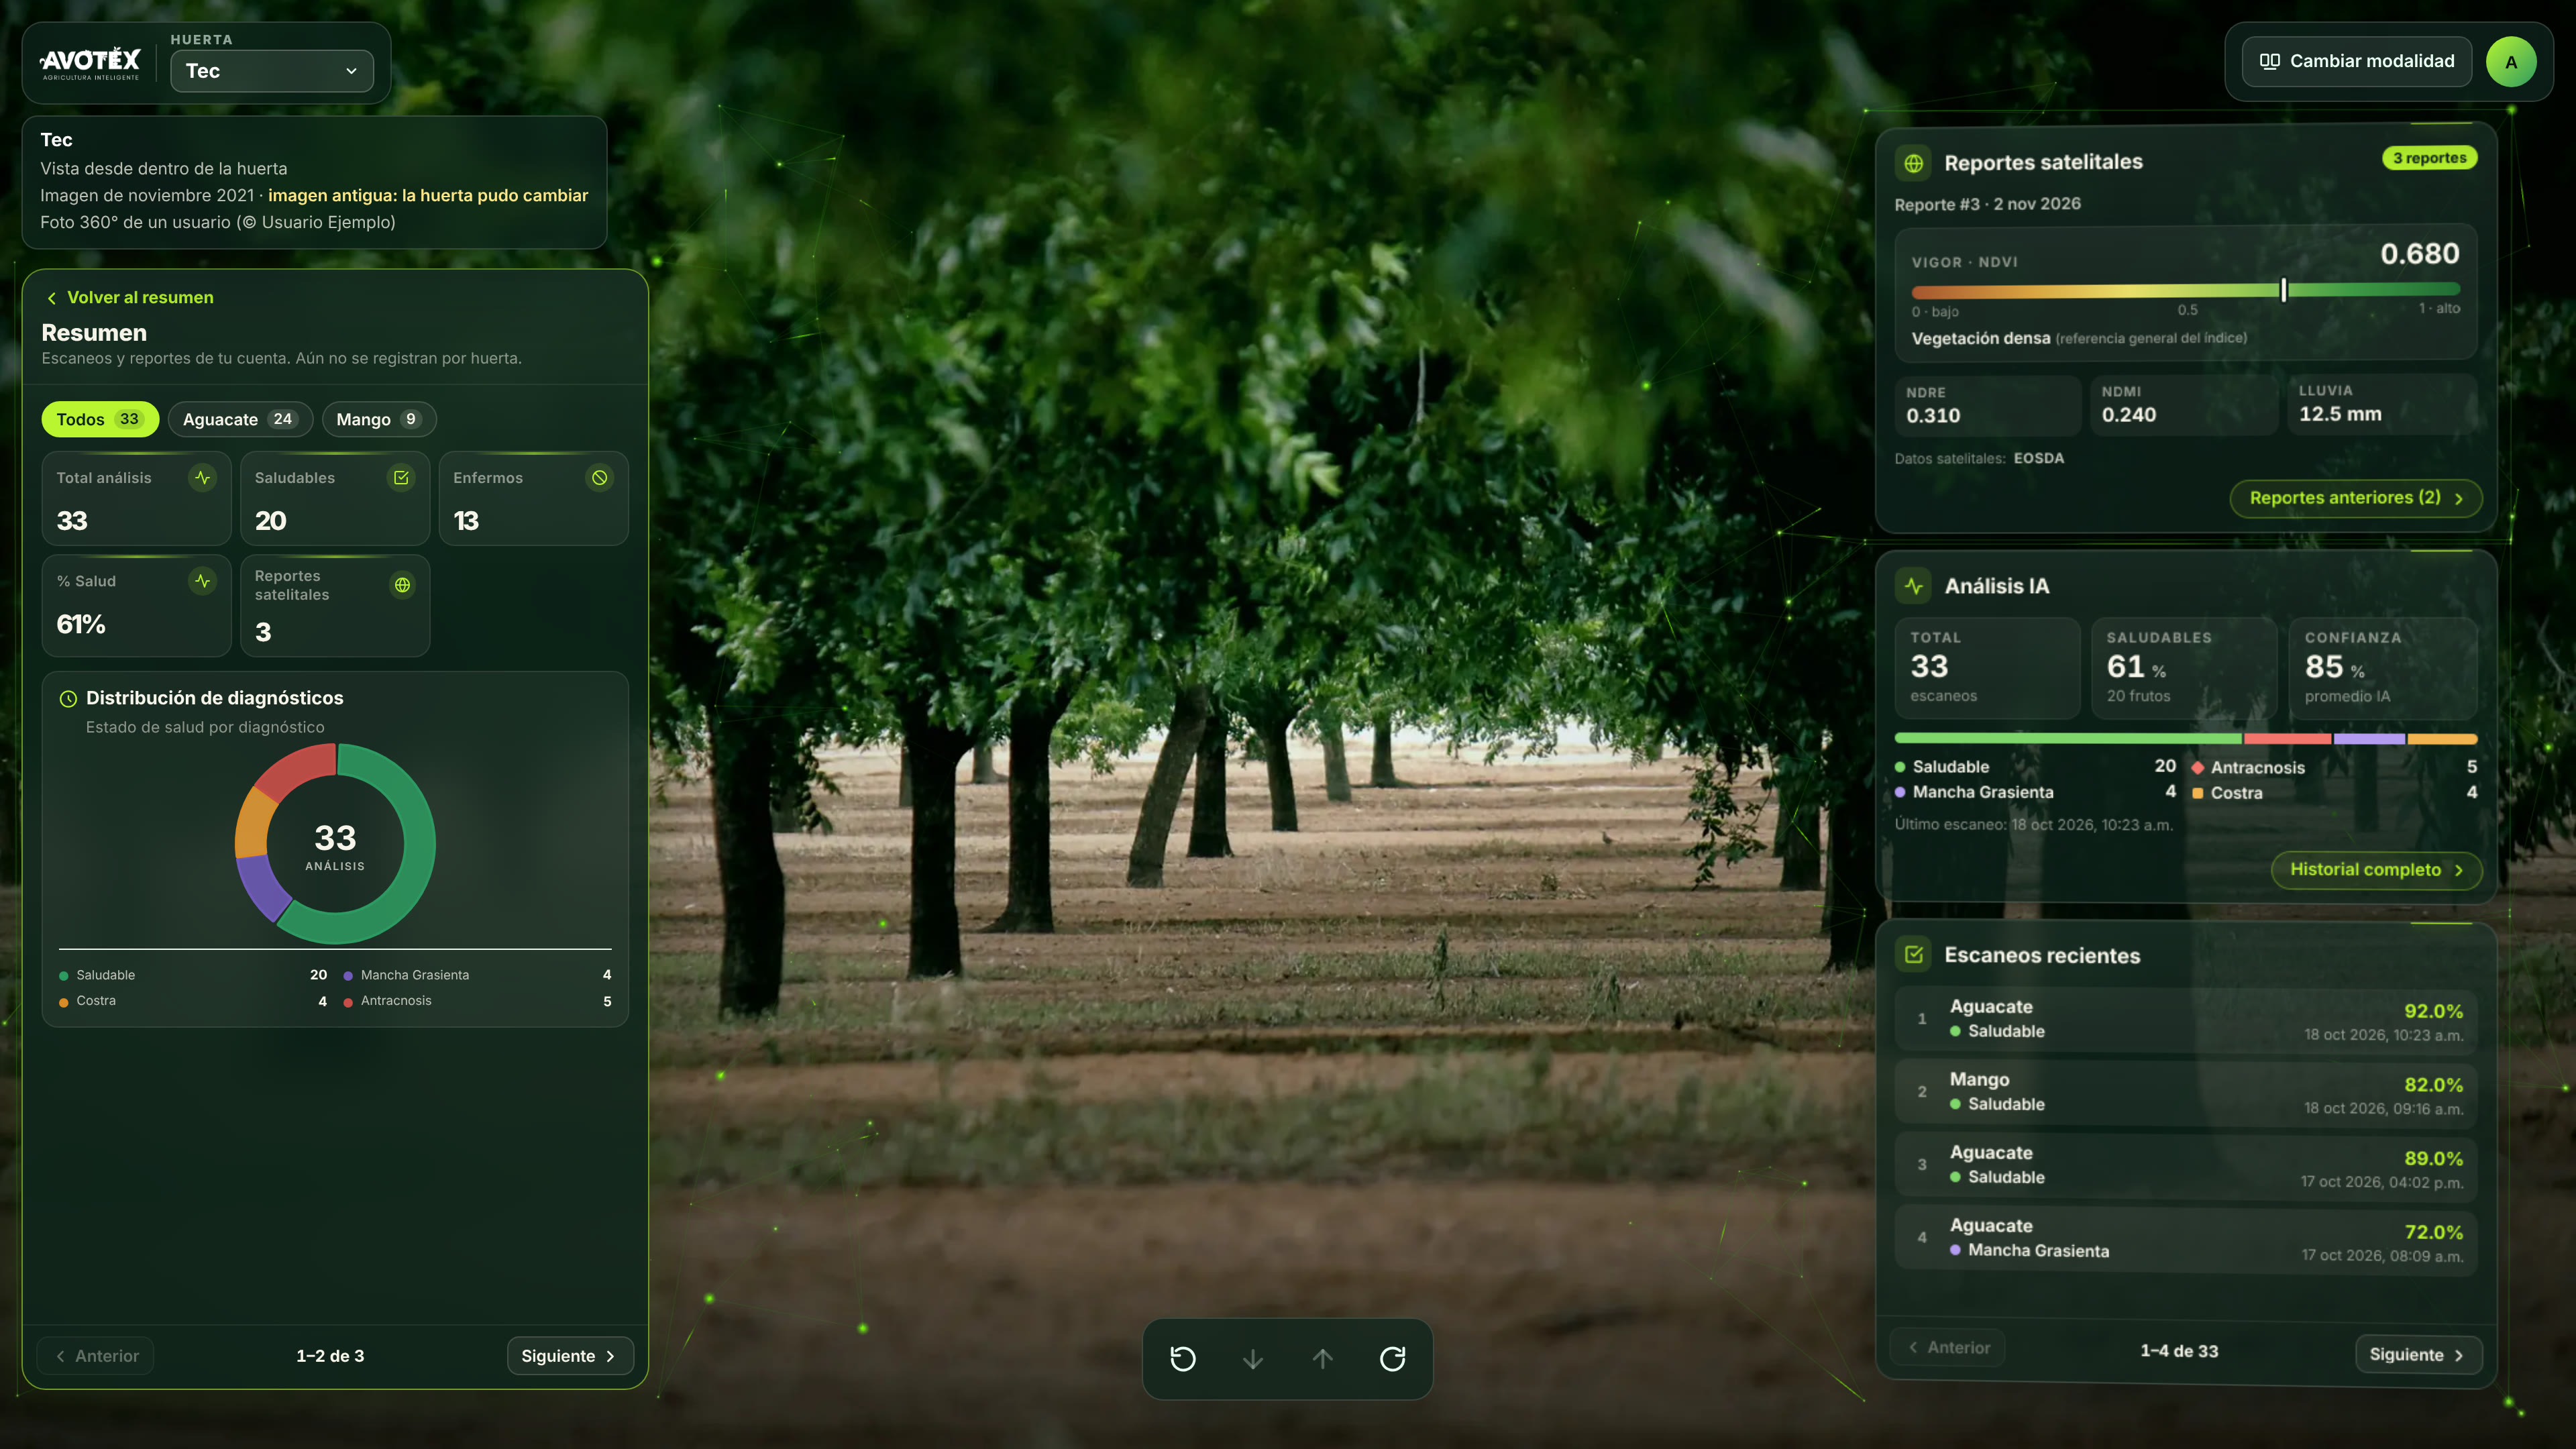 AVOTEX
AGRICULTURA INTELIGENTE
HUERTA
Tec
Cambiar modalidad
A
Tec
Vista desde dentro de la huerta
Imagen de noviembre 2021 · imagen antigua: la huerta pudo cambiar
Foto 360° de un usuario (© Usuario Ejemplo)
Volver al resumen
Resumen
Escaneos y reportes de tu cuenta. Aún no se registran por huerta.
Todos 33
Aguacate 24
Mango 9
Total análisis
33
Saludables
20
Enfermos
13
% Salud
61%
Reportes
satelitales
3
Distribución de diagnósticos
Estado de salud por diagnóstico
33
ANÁLISIS
Saludable 20
Mancha Grasienta 4
Costra 4
Antracnosis 5
Anterior
1–2 de 3
Siguiente
Reportes satelitales
3 reportes
Reporte #3 · 2 nov 2026
VIGOR · NDVI
0.680
0 · bajo
0.5
1 · alto
Vegetación densa (referencia general del índice)
NDRE
0.310
NDMI
0.240
LLUVIA
12.5 mm
Datos satelitales: EOSDA
Reportes anteriores (2)
Análisis IA
TOTAL
33
escaneos
SALUDABLES
61 %
20 frutos
CONFIANZA
85 %
promedio IA
Saludable 20
Antracnosis 5
Mancha Grasienta 4
Costra 4
Último escaneo: 18 oct 2026, 10:23 a.m.
Historial completo
Escaneos recientes
1
Aguacate
Saludable
92.0%
18 oct 2026, 10:23 a.m.
2
Mango
Saludable
82.0%
18 oct 2026, 09:16 a.m.
3
Aguacate
Saludable
89.0%
17 oct 2026, 04:02 p.m.
4
Aguacate
Mancha Grasienta
72.0%
17 oct 2026, 08:09 a.m.
Anterior
1–4 de 33
Siguiente